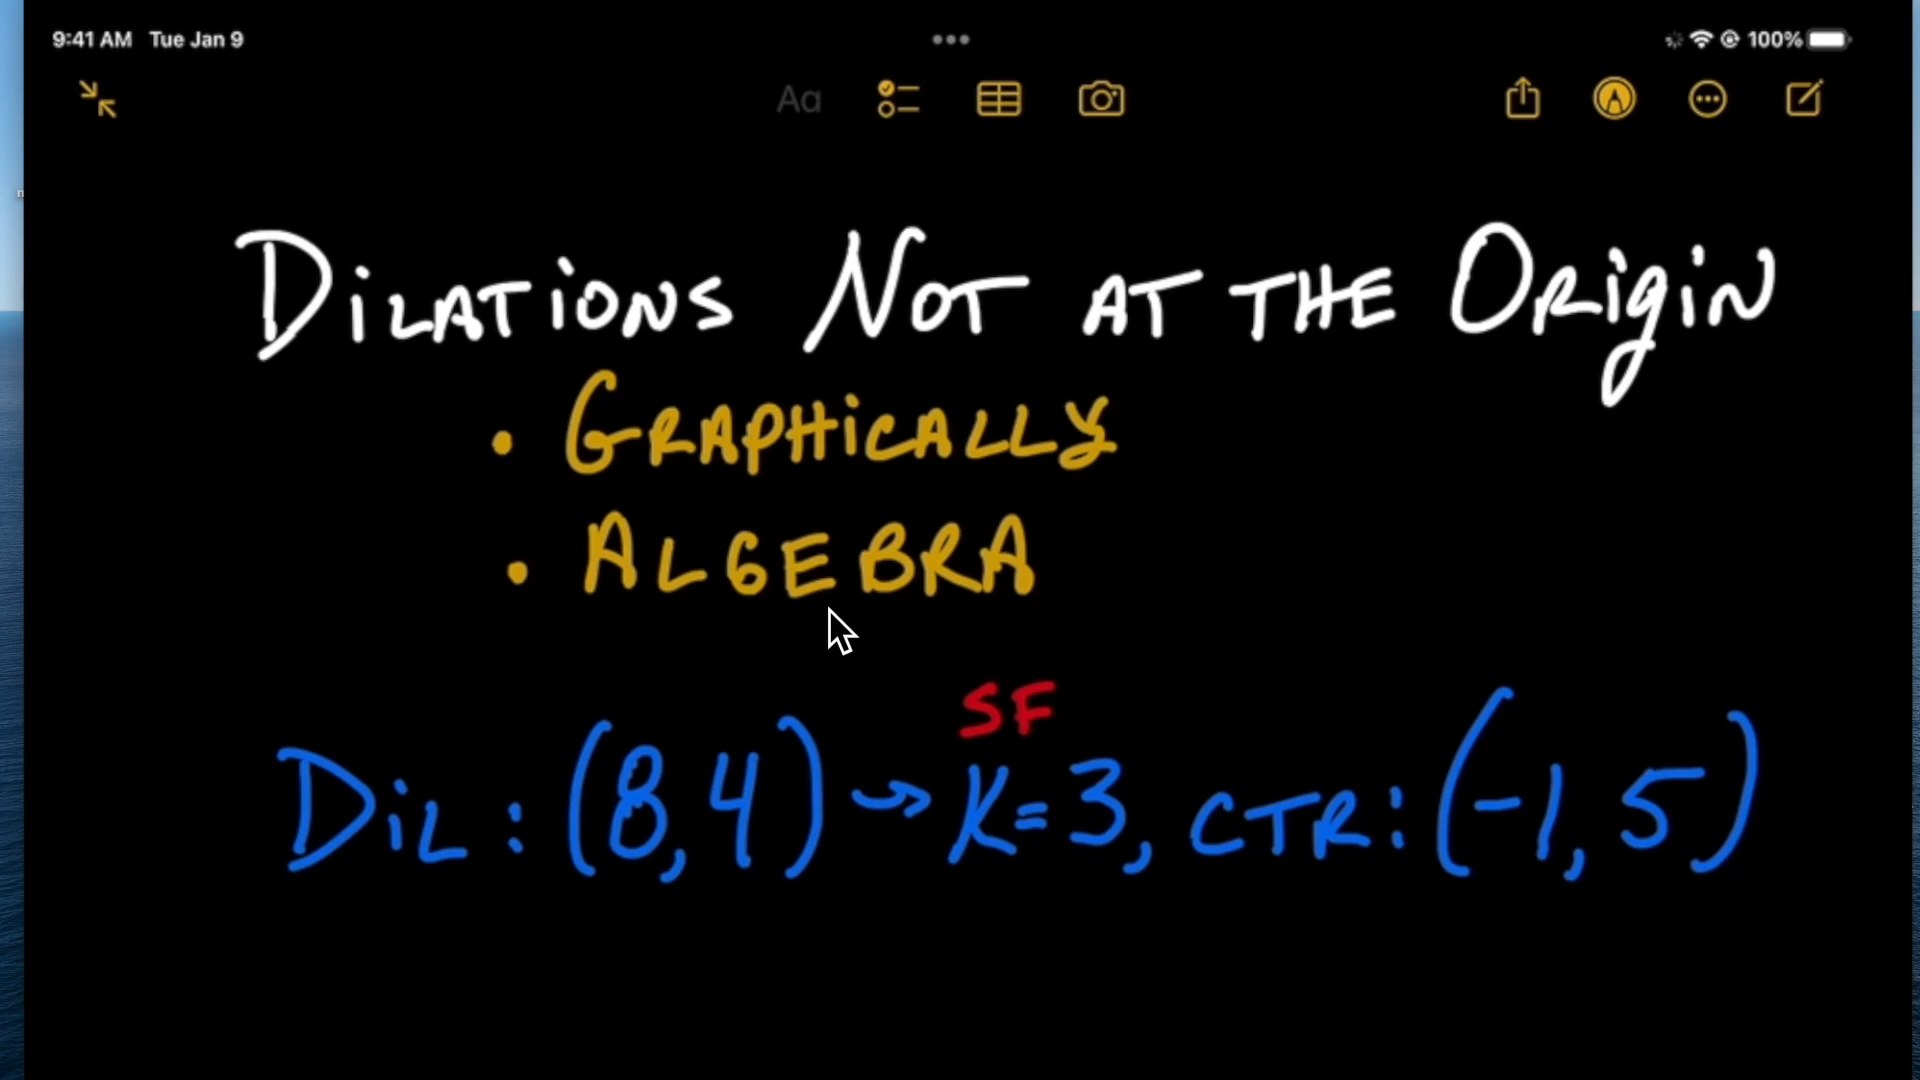 9:41 AM Tue Jan 9 100%
Aa
DiLATiONS NOT AT THE ORigiN
• GRAPHiCALLY
• ALGEBRA
SF
DiL : (8,4) → K=3, CTR: (-1,5)